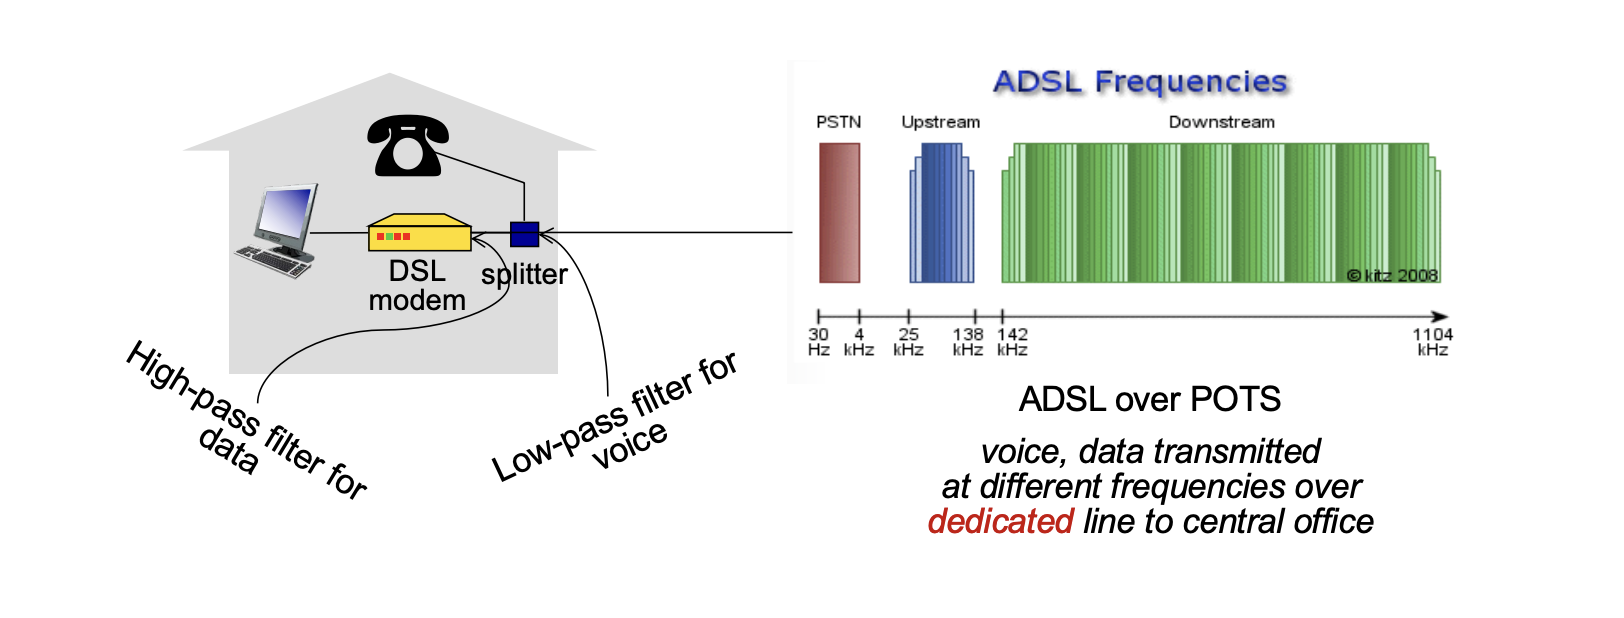 DSL
modem
splitter
High-pass filter for
data
Low-pass filter for
voice
ADSL Frequencies
PSTN
Upstream
Downstream
© kitz 2008
30
Hz
4
kHz
25
kHz
138
kHz
142
kHz
1104
kHz
ADSL over POTS
voice, data transmitted
at different frequencies over
dedicated line to central office